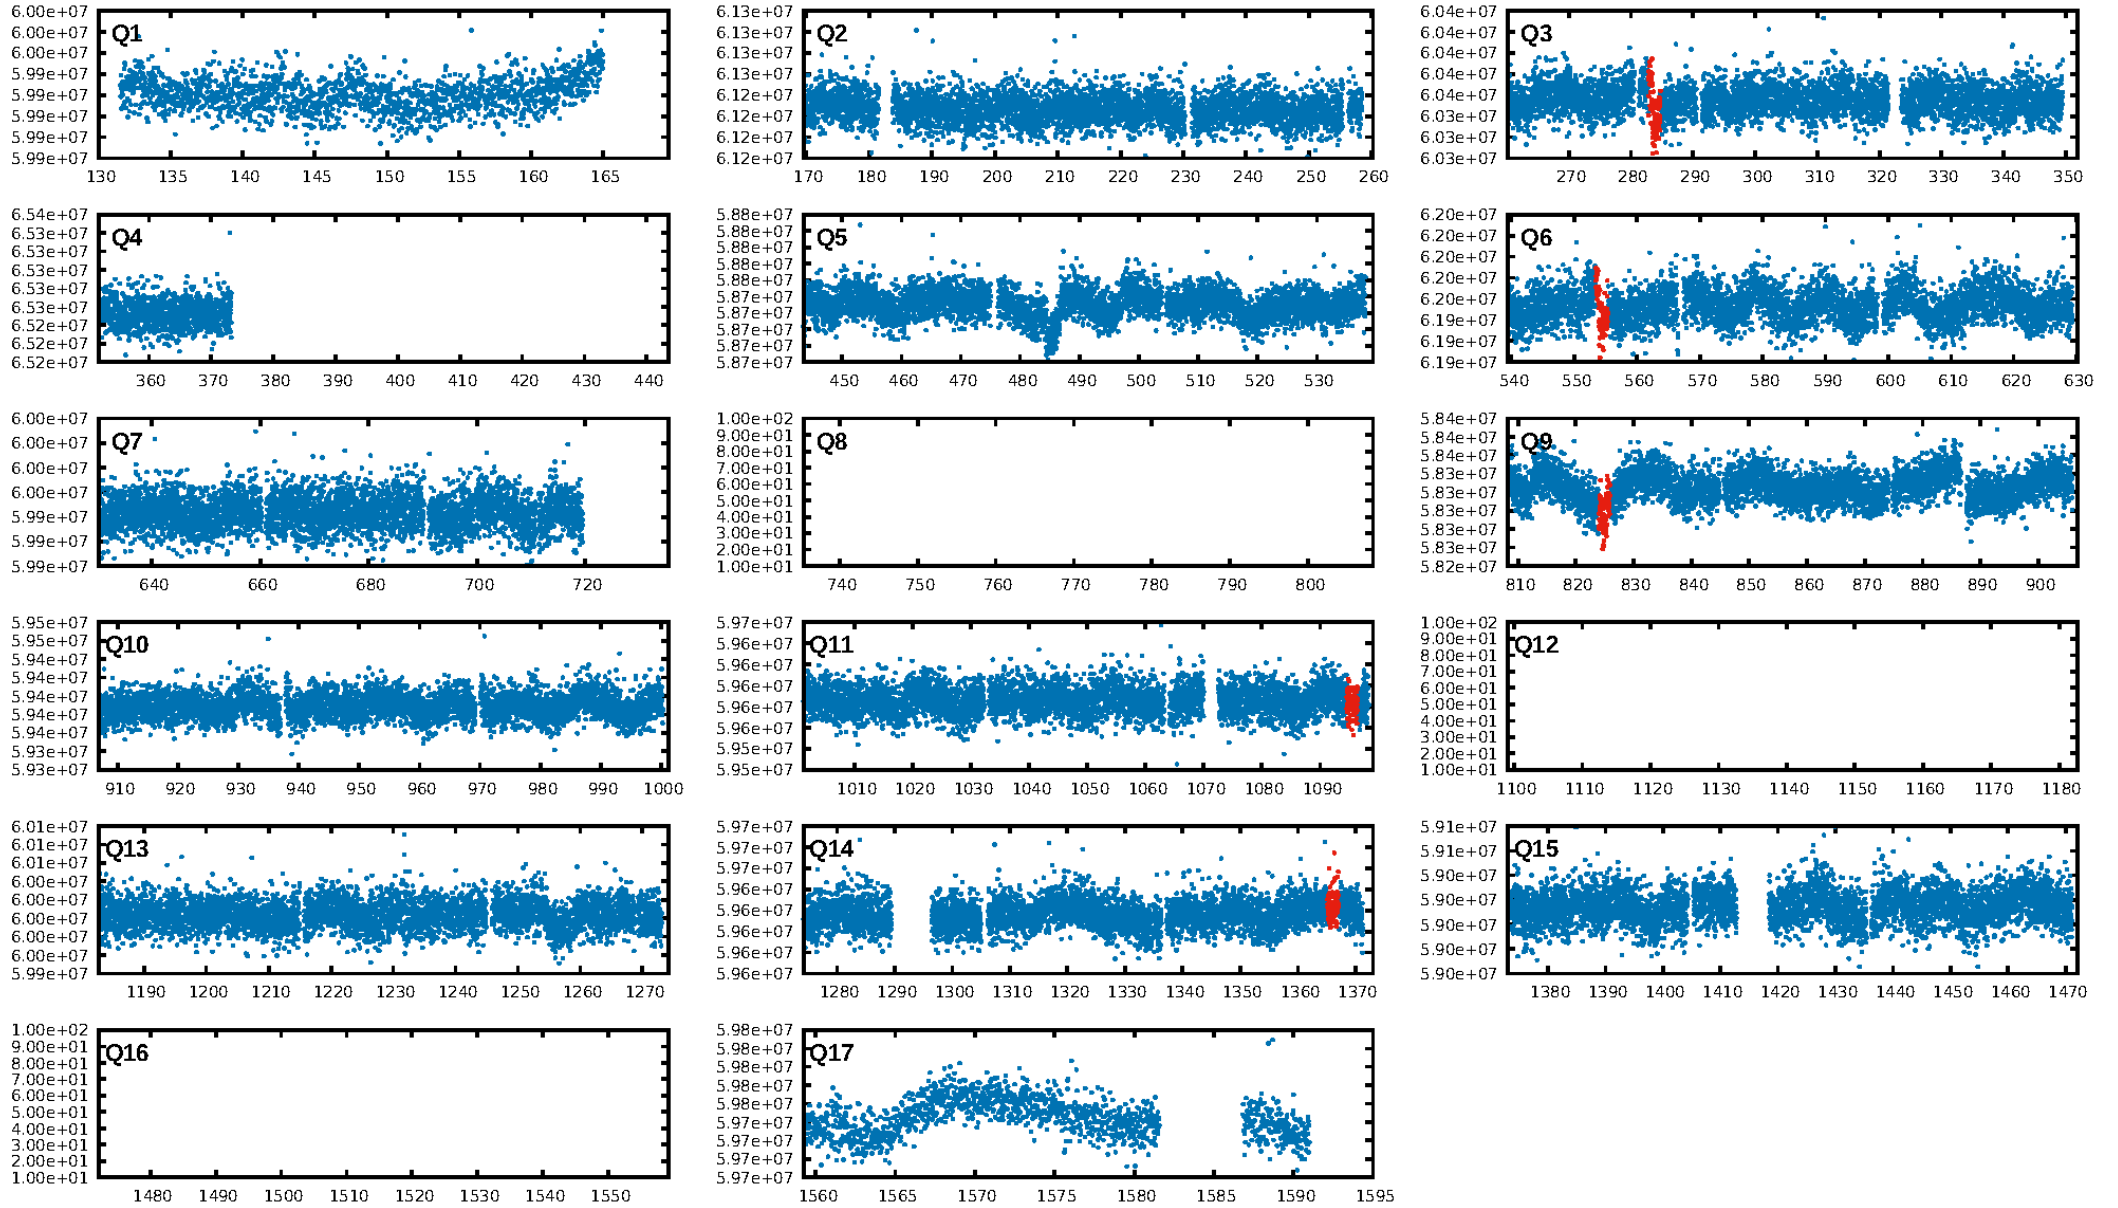 6.00e+07
6.00e+07
5.99e+07
5.99e+07
5.99e+07
5.99e+07
5.99e+07
5.99e+07
Q1
130 135 140 145 150 155 160 165
6.13e+07
6.13e+07
6.13e+07
6.13e+07
6.12e+07
6.12e+07
6.12e+07
6.12e+07
Q2
170 180 190 200 210 220 230 240 250 260
6.04e+07
6.04e+07
6.04e+07
6.04e+07
6.04e+07
6.03e+07
6.03e+07
6.03e+07
Q3
270 280 290 300 310 320 330 340 350
6.54e+07
6.53e+07
6.53e+07
6.53e+07
6.53e+07
6.53e+07
6.52e+07
6.52e+07
6.52e+07
Q4
360 370 380 390 400 410 420 430 440
5.88e+07
5.88e+07
5.88e+07
5.88e+07
5.88e+07
5.87e+07
5.87e+07
5.87e+07
5.87e+07
5.87e+07
Q5
450 460 470 480 490 500 510 520 530
6.20e+07
6.20e+07
6.20e+07
6.20e+07
6.20e+07
6.19e+07
6.19e+07
6.19e+07
Q6
540 550 560 570 580 590 600 610 620 630
6.00e+07
6.00e+07
6.00e+07
6.00e+07
5.99e+07
5.99e+07
5.99e+07
Q7
640 660 680 700 720
1.00e+02
9.00e+01
8.00e+01
7.00e+01
6.00e+01
5.00e+01
4.00e+01
3.00e+01
2.00e+01
1.00e+01
Q8
740 750 760 770 780 790 800
5.84e+07
5.84e+07
5.84e+07
5.83e+07
5.83e+07
5.83e+07
5.83e+07
5.83e+07
5.82e+07
Q9
810 820 830 840 850 860 870 880 890 900
5.95e+07
5.95e+07
5.94e+07
5.94e+07
5.94e+07
5.94e+07
5.94e+07
5.93e+07
5.93e+07
Q10
910 920 930 940 950 960 970 980 990 1000
5.97e+07
5.96e+07
5.96e+07
5.96e+07
5.96e+07
5.96e+07
5.95e+07
5.95e+07
Q11
1010 1020 1030 1040 1050 1060 1070 1080 1090
1.00e+02
9.00e+01
8.00e+01
7.00e+01
6.00e+01
5.00e+01
4.00e+01
3.00e+01
2.00e+01
1.00e+01
Q12
1100 1110 1120 1130 1140 1150 1160 1170 1180
6.01e+07
6.01e+07
6.01e+07
6.00e+07
6.00e+07
6.00e+07
6.00e+07
6.00e+07
5.99e+07
Q13
1190 1200 1210 1220 1230 1240 1250 1260 1270
5.97e+07
5.97e+07
5.97e+07
5.96e+07
5.96e+07
5.96e+07
5.96e+07
5.96e+07
Q14
1280 1290 1300 1310 1320 1330 1340 1350 1360 1370
5.91e+07
5.91e+07
5.90e+07
5.90e+07
5.90e+07
5.90e+07
5.90e+07
Q15
1380 1390 1400 1410 1420 1430 1440 1450 1460 1470
1.00e+02
9.00e+01
8.00e+01
7.00e+01
6.00e+01
5.00e+01
4.00e+01
3.00e+01
2.00e+01
1.00e+01
Q16
1480 1490 1500 1510 1520 1530 1540 1550
5.98e+07
5.98e+07
5.98e+07
5.98e+07
5.98e+07
5.97e+07
5.97e+07
5.97e+07
5.97e+07
Q17
1560 1565 1570 1575 1580 1585 1590 1595